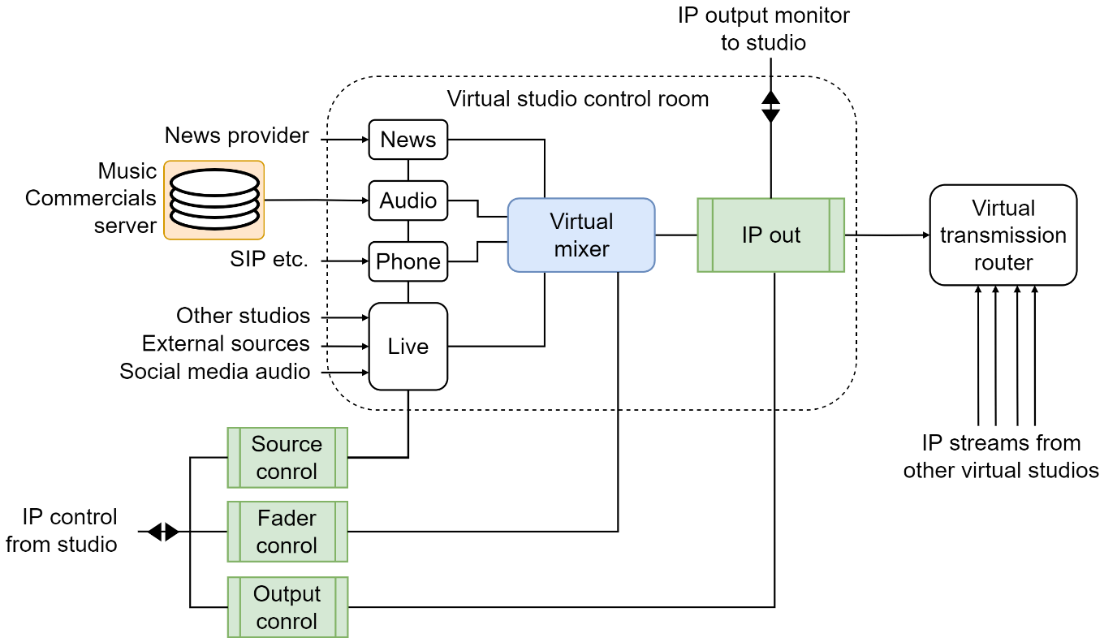 IP output monitor
to studio
Virtual studio control room
News provider
News
Music
Commercials
server
Audio
SIP etc.
Phone
Other studios
External sources
Social media audio
Live
Virtual
mixer
IP out
Virtual
transmission
router
IP streams from
other virtual studios
Source
conrol
IP control
from studio
Fader
conrol
Output
conrol